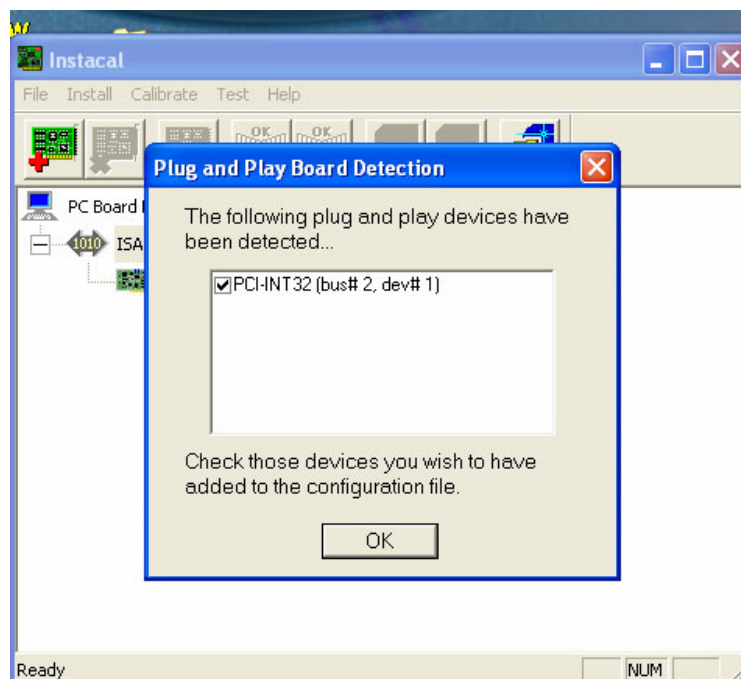 Instacal
File Install Calibrate Test Help
OK OK
Plug and Play Board Detection
PC Board
1010 ISA
The following plug and play devices have
been detected...
PCI-INT32 (bus# 2, dev# 1)
Check those devices you wish to have
added to the configuration file.
OK
Ready NUM